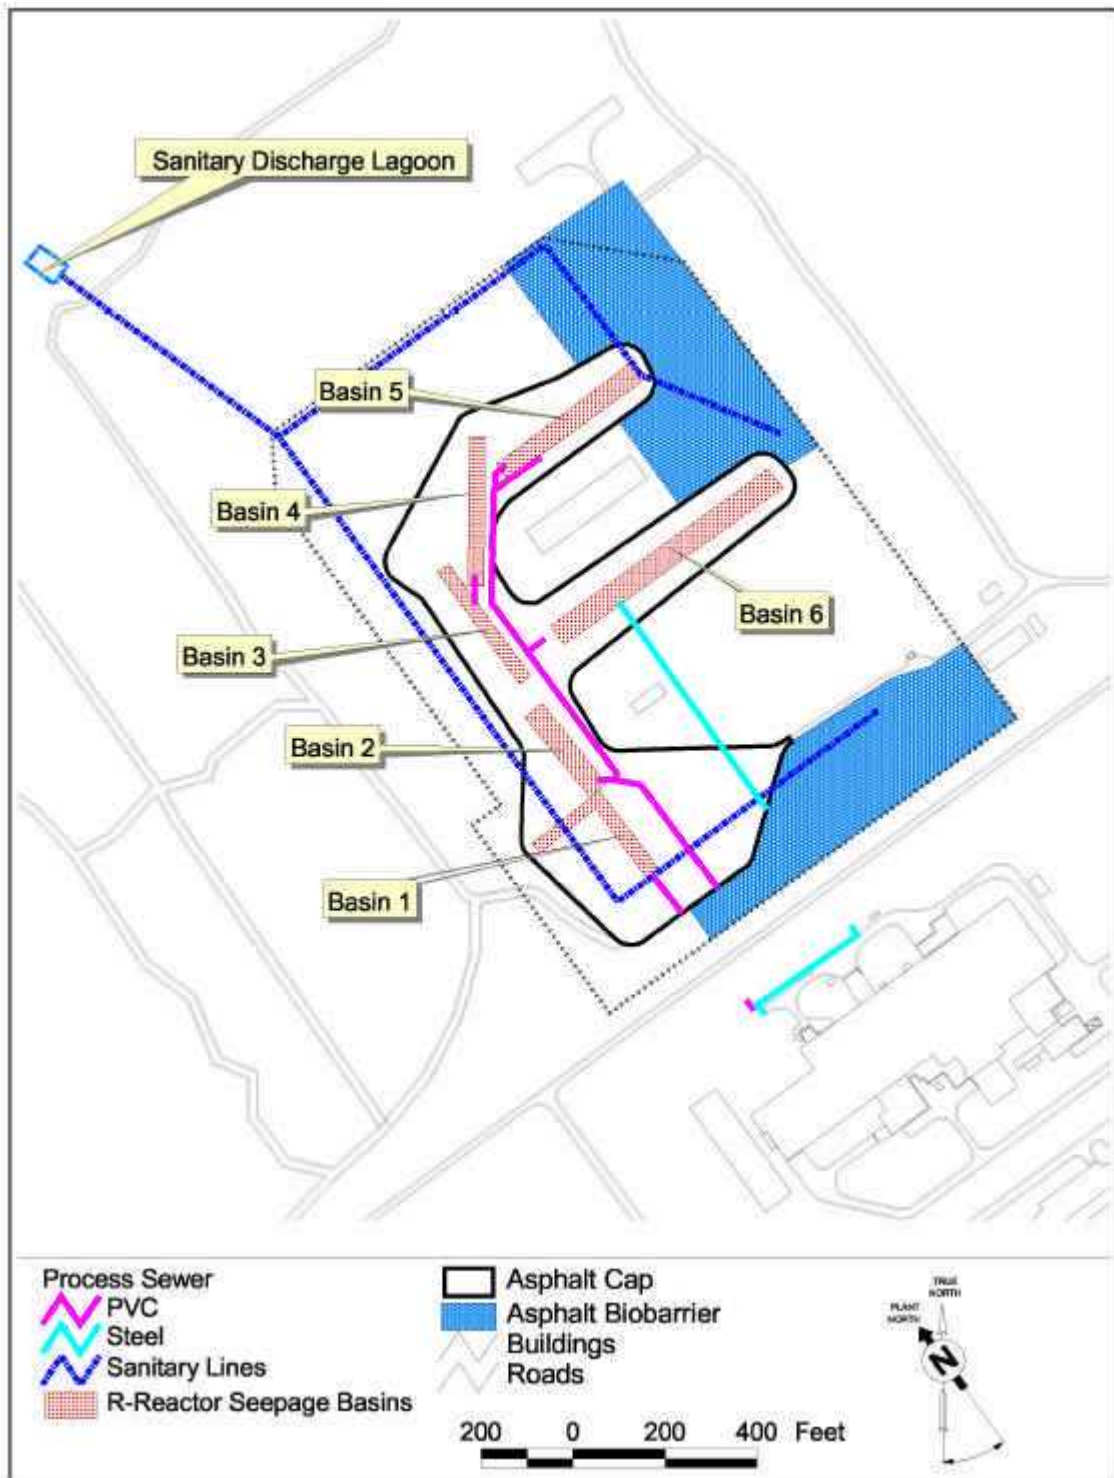 Sanitary Discharge Lagoon
Basin 5
Basin 4
Basin 6
Basin 3
Basin 2
Basin 1
Process Sewer
PVC
Steel
Sanitary Lines
R-Reactor Seepage Basins
Asphalt Cap
Asphalt Biobarrier
Buildings
Roads
200 0 200 400 Feet
TRUE
NORTH
PLANT
NORTH
N